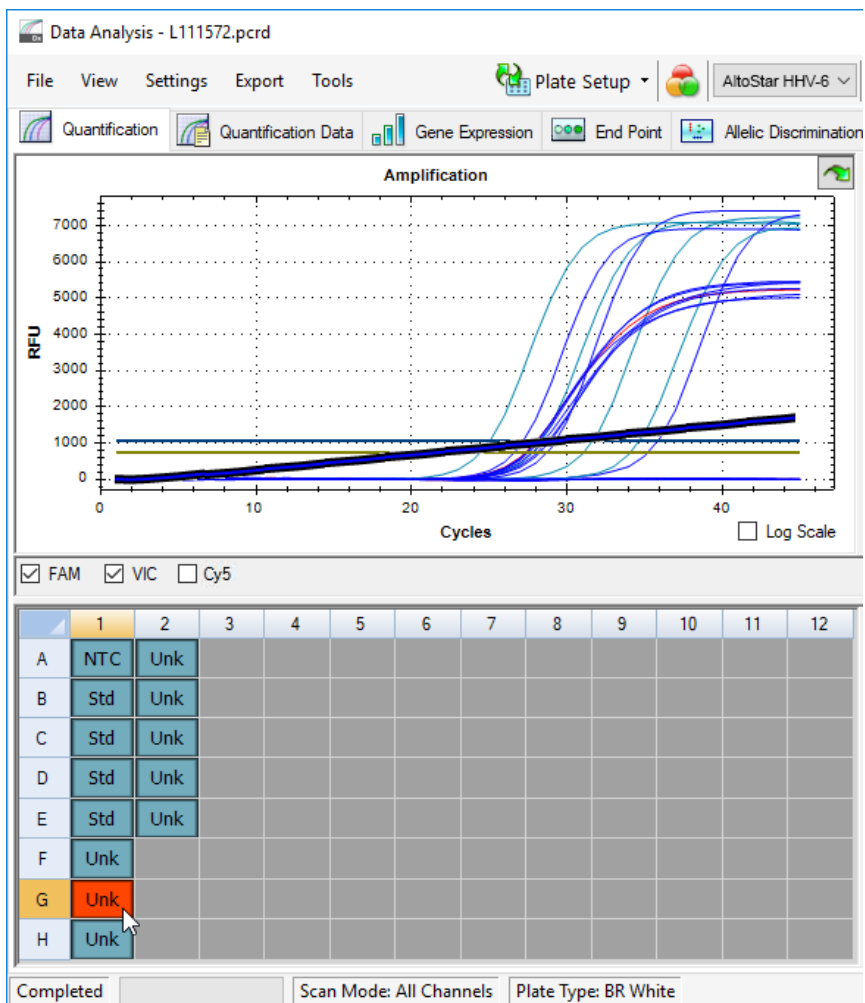 Data Analysis - L111572.pcrd
File View Settings Export Tools Plate Setup AltoStar HHV-6
Quantification Quantification Data Gene Expression End Point Allelic Discrimination
Amplification
7000
6000
5000
4000
3000
2000
1000
0
RFU
0 10 20 30 40
Cycles
Log Scale
FAM VIC Cy5
1 2 3 4 5 6 7 8 9 10 11 12
A NTC Unk
B Std Unk
C Std Unk
D Std Unk
E Std Unk
F Unk
G Unk
H Unk
Completed Scan Mode: All Channels Plate Type: BR White